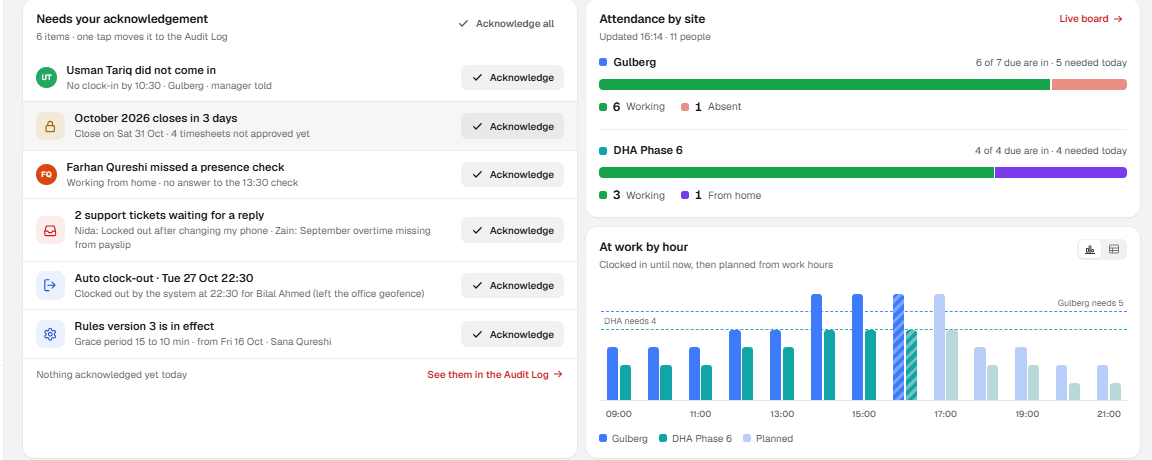 Needs your acknowledgement
Acknowledge all
6 items · one tap moves it to the Audit Log
UT
Usman Tariq did not come in
No clock-in by 10:30 · Gulberg · manager told
Acknowledge
October 2026 closes in 3 days
Close on Sat 31 Oct · 4 timesheets not approved yet
Acknowledge
FQ
Farhan Qureshi missed a presence check
Working from home · no answer to the 13:30 check
Acknowledge
2 support tickets waiting for a reply
Nida: Locked out after changing my phone · Zain: September overtime missing
from payslip
Acknowledge
Auto clock-out · Tue 27 Oct 22:30
Clocked out by the system at 22:30 for Bilal Ahmed (left the office geofence)
Acknowledge
Rules version 3 is in effect
Grace period 15 to 10 min · from Fri 16 Oct · Sana Qureshi
Acknowledge
Nothing acknowledged yet today
See them in the Audit Log →
Attendance by site
Live board →
Updated 16:14 · 11 people
Gulberg
6 of 7 due are in · 5 needed today
6 Working
1 Absent
DHA Phase 6
4 of 4 due are in · 4 needed today
3 Working
1 From home
At work by hour
Clocked in until now, then planned from work hours
Gulberg needs 5
DHA needs 4
09:00 11:00 13:00 15:00 17:00 19:00 21:00
Gulberg
DHA Phase 6
Planned